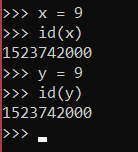 >>> x = 9
>>> id(x)
1523742000
>>> y = 9
>>> id(y)
1523742000
>>>